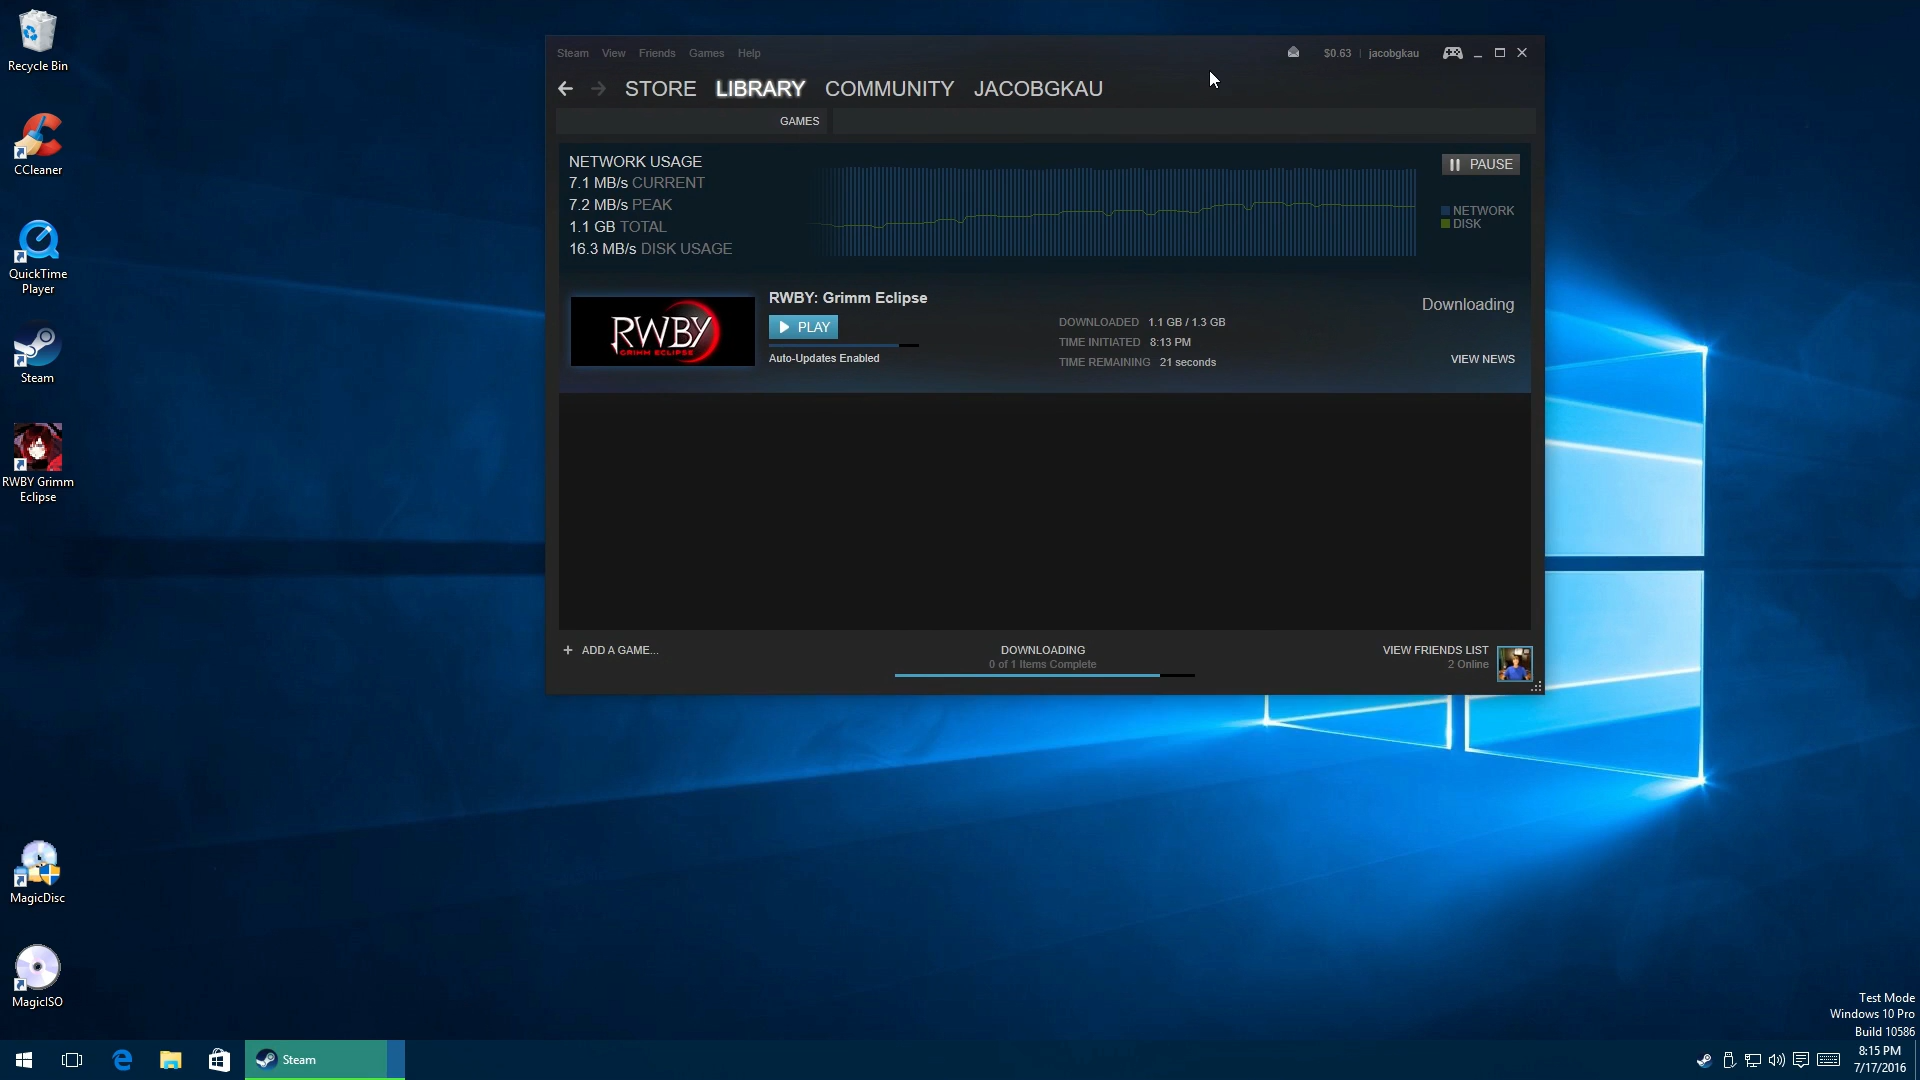 Recycle Bin
CCleaner
QuickTime
Player
Steam
RWBY Grimm
Eclipse
MagicDisc
MagicISO
Steam View Friends Games Help
$0.63 | jacobgkau
STORE LIBRARY COMMUNITY JACOBGKAU
GAMES
NETWORK USAGE
7.1 MB/s CURRENT
7.2 MB/s PEAK
1.1 GB TOTAL
16.3 MB/s DISK USAGE
PAUSE
NETWORK
DISK
RWBY
GRIMM ECLIPSE
RWBY: Grimm Eclipse
PLAY
Auto-Updates Enabled
DOWNLOADED 1.1 GB / 1.3 GB
TIME INITIATED 8:13 PM
TIME REMAINING 21 seconds
Downloading
VIEW NEWS
+ ADD A GAME...
DOWNLOADING
0 of 1 Items Complete
VIEW FRIENDS LIST
2 Online
Test Mode
Windows 10 Pro
Build 10586
Steam
8:15 PM
7/17/2016